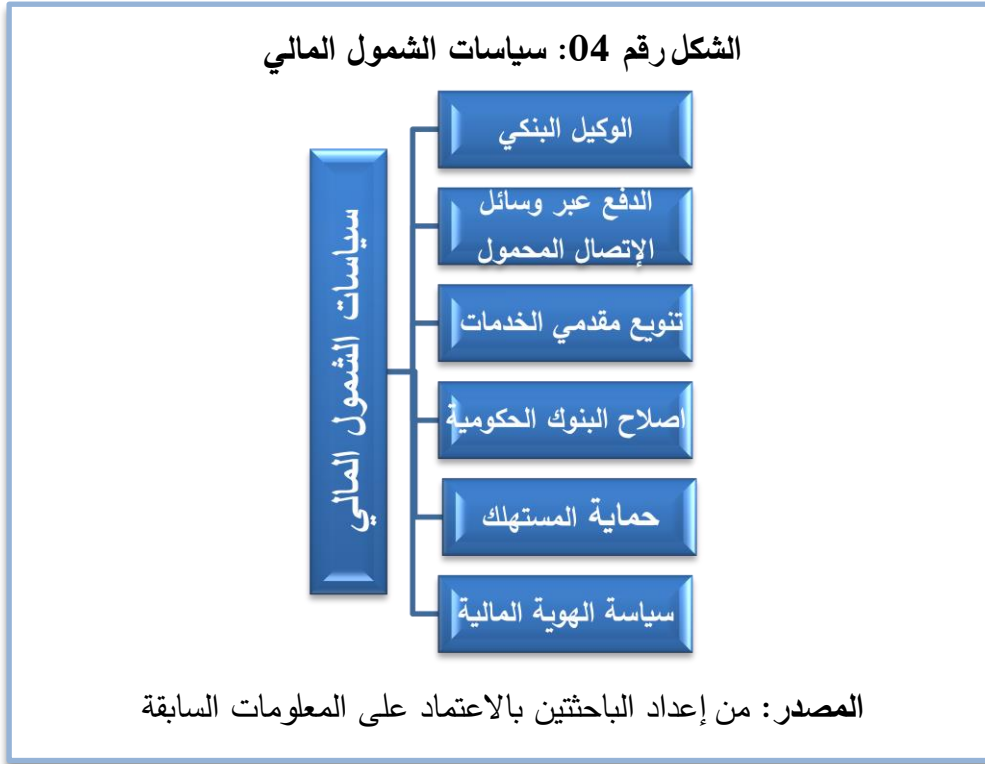 الشكل رقم 04: سياسات الشمول المالي
سياسات الشمول المالي
الوكيل البنكي
الدفع عبر وسائل
الإتصال المحمول
تنويع مقدمي الخدمات
اصلاح البنوك الحكومية
حماية المستهلك
سياسة الهوية المالية
المصدر: من إعداد الباحثتين بالاعتماد على المعلومات السابقة